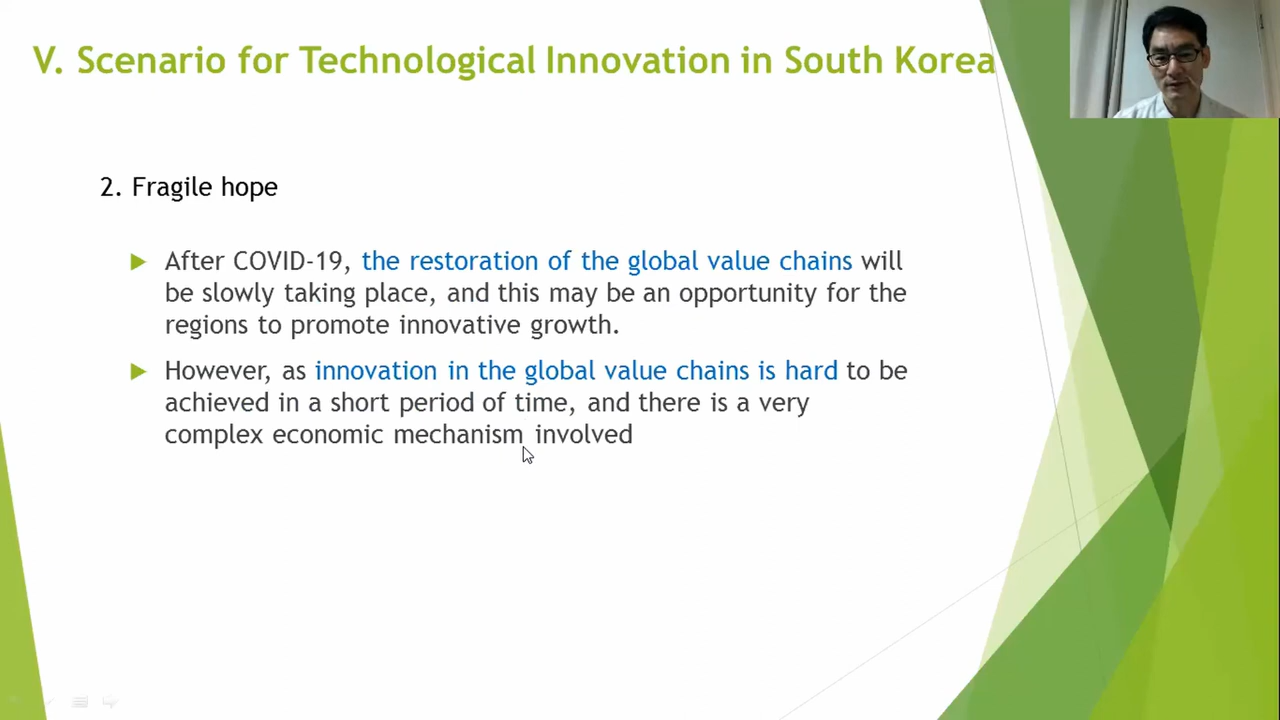 V. Scenario for Technological Innovation in South Korea
2. Fragile hope
After COVID-19, the restoration of the global value chains will
be slowly taking place, and this may be an opportunity for the
regions to promote innovative growth.
However, as innovation in the global value chains is hard to be
achieved in a short period of time, and there is a very
complex economic mechanism involved